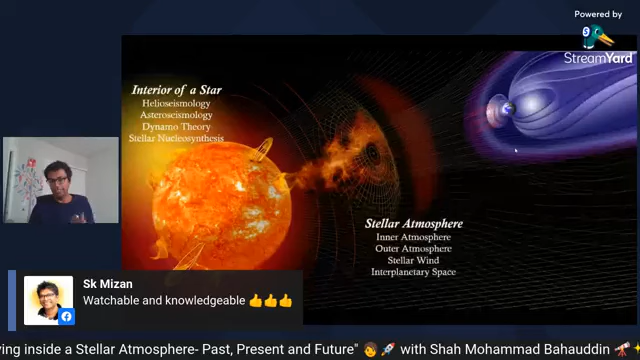 Powered by
StreamYard
Interior of a Star
Helioseismology
Asteroseismology
Dynamo Theory
Stellar Nucleosynthesis
Stellar Atmosphere
Inner Atmosphere
Outer Atmosphere
Stellar Wind
Interplanetary Space
Sk Mizan
Watchable and knowledgeable 👍👍👍
ving inside a Stellar Atmosphere- Past, Present and Future" 👨🚀 with Shah Mohammad Bahauddin 🔭